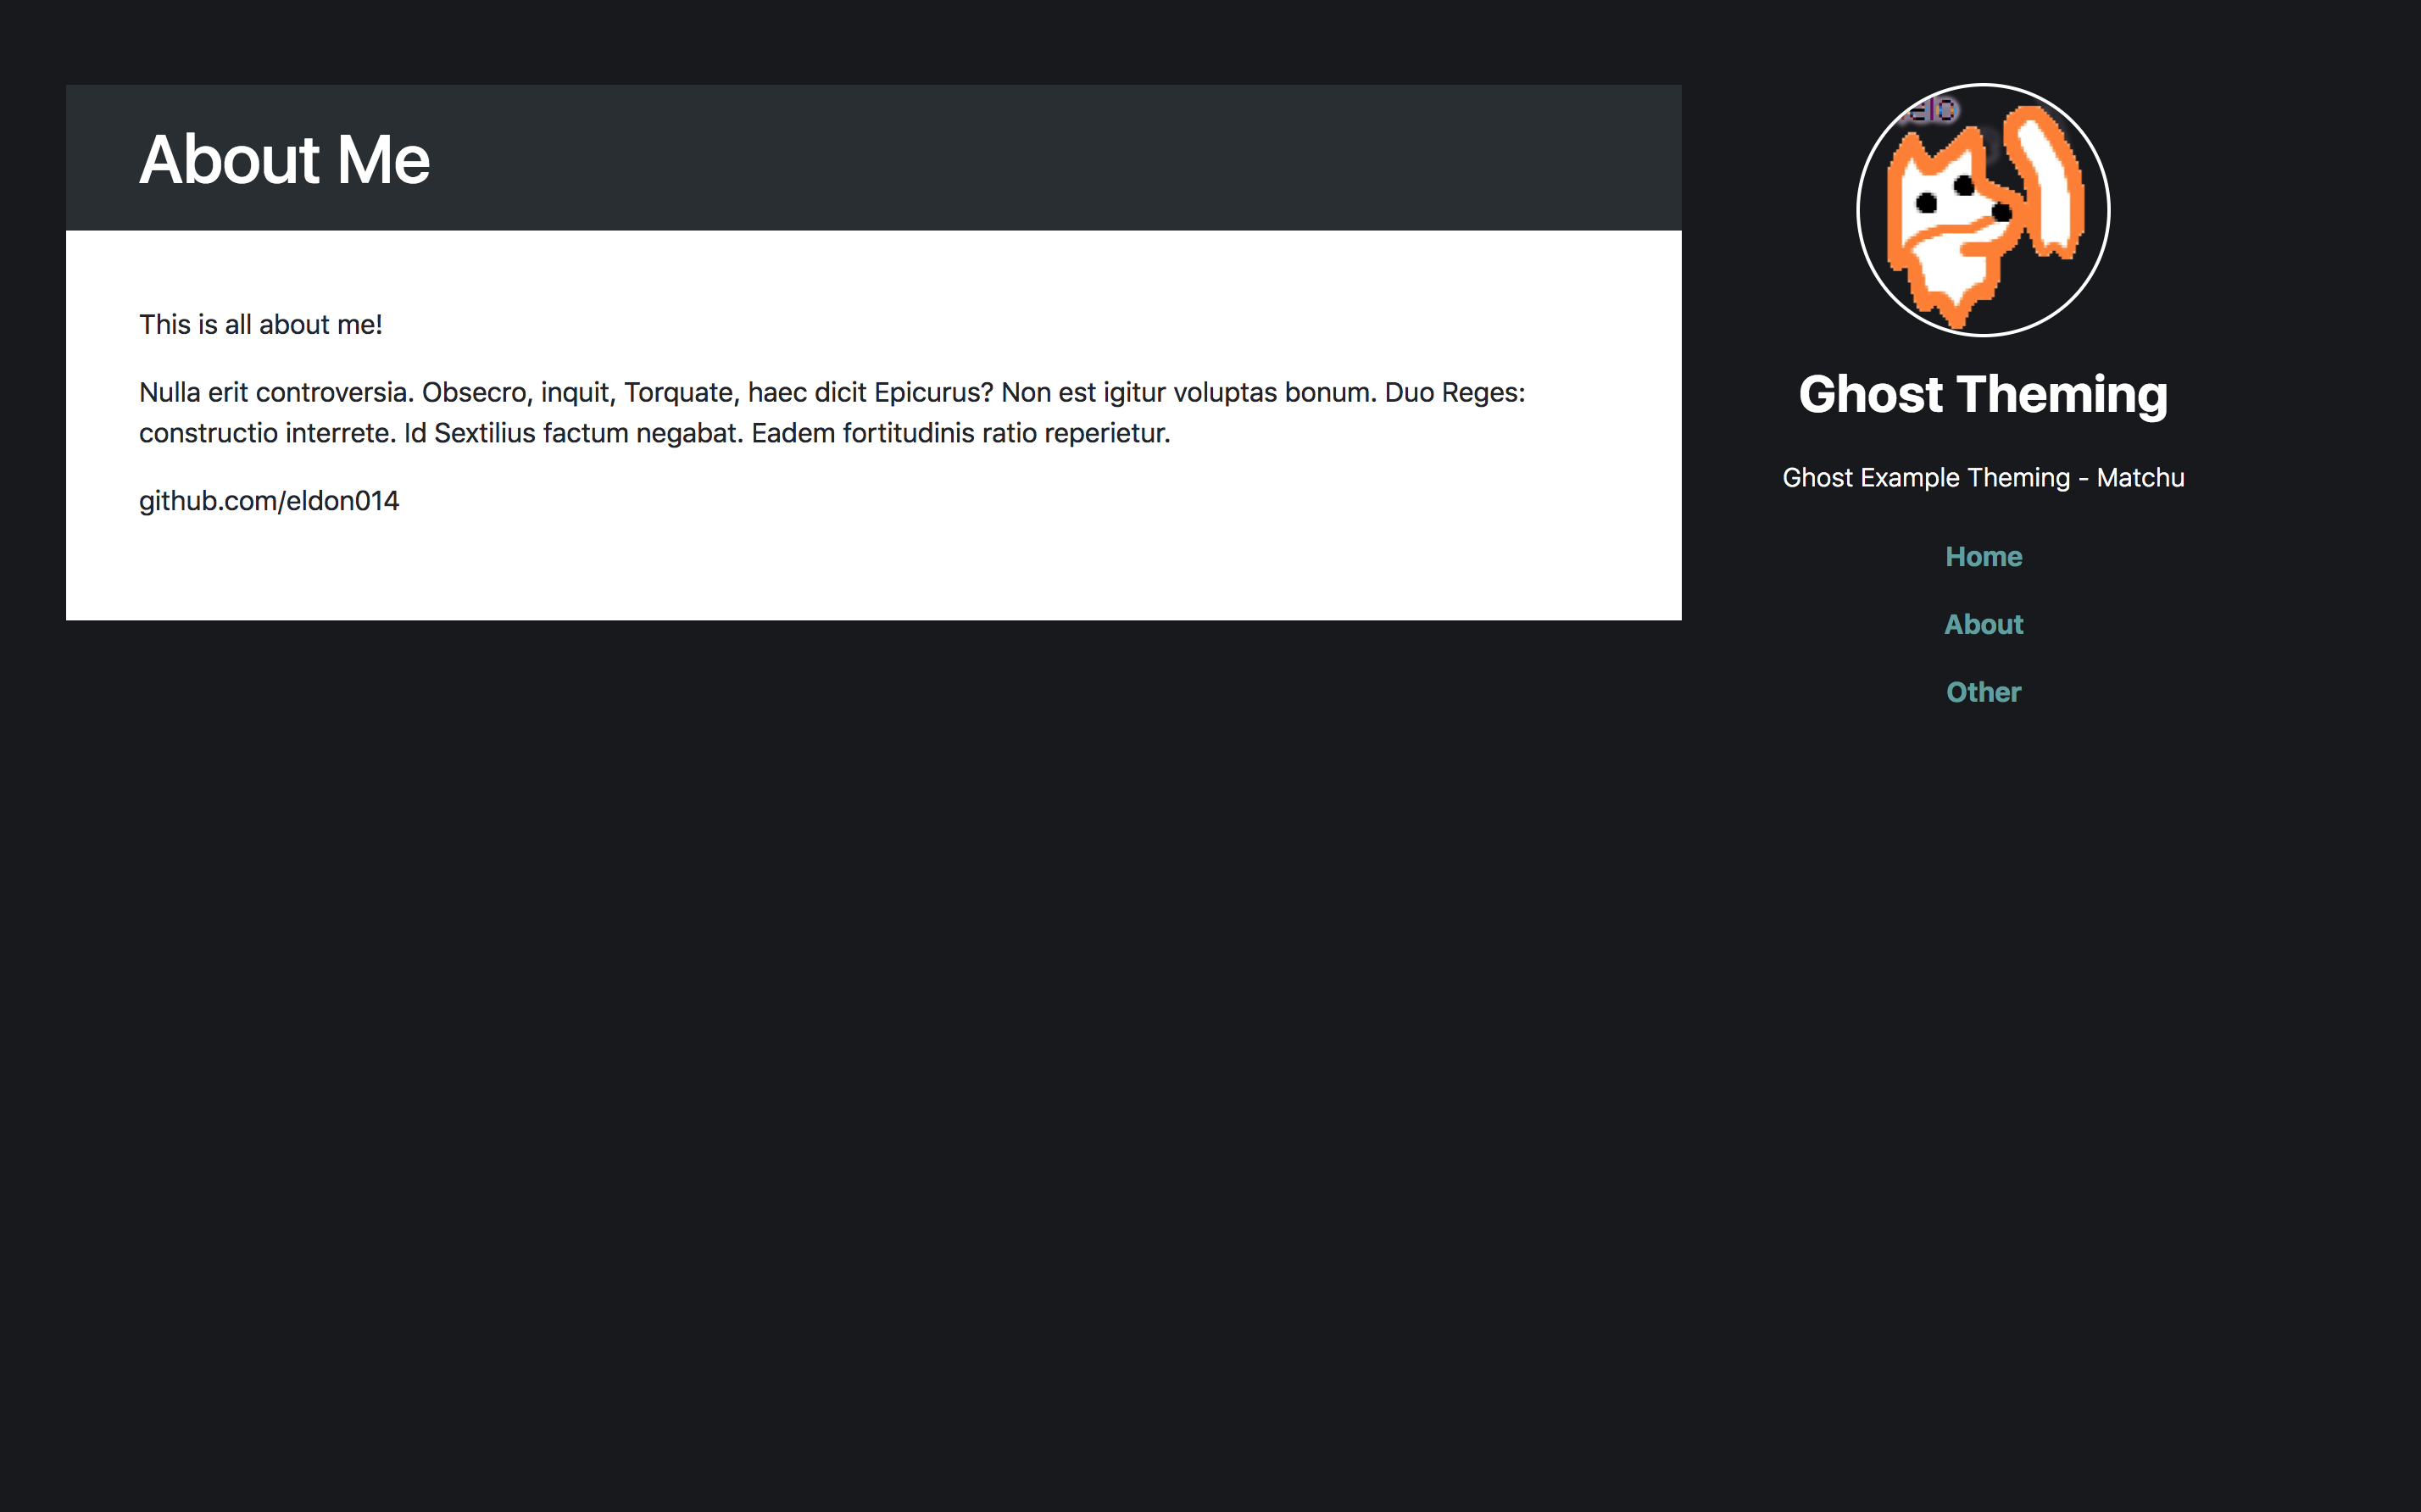 About Me
This is all about me!
Nulla erit controversia. Obsecro, inquit, Torquate, haec dicit Epicurus? Non est igitur voluptas bonum. Duo Reges:
constructio interrete. Id Sextilius factum negabat. Eadem fortitudinis ratio reperietur.
github.com/eldon014
Ghost Theming
Ghost Example Theming - Matchu
Home
About
Other